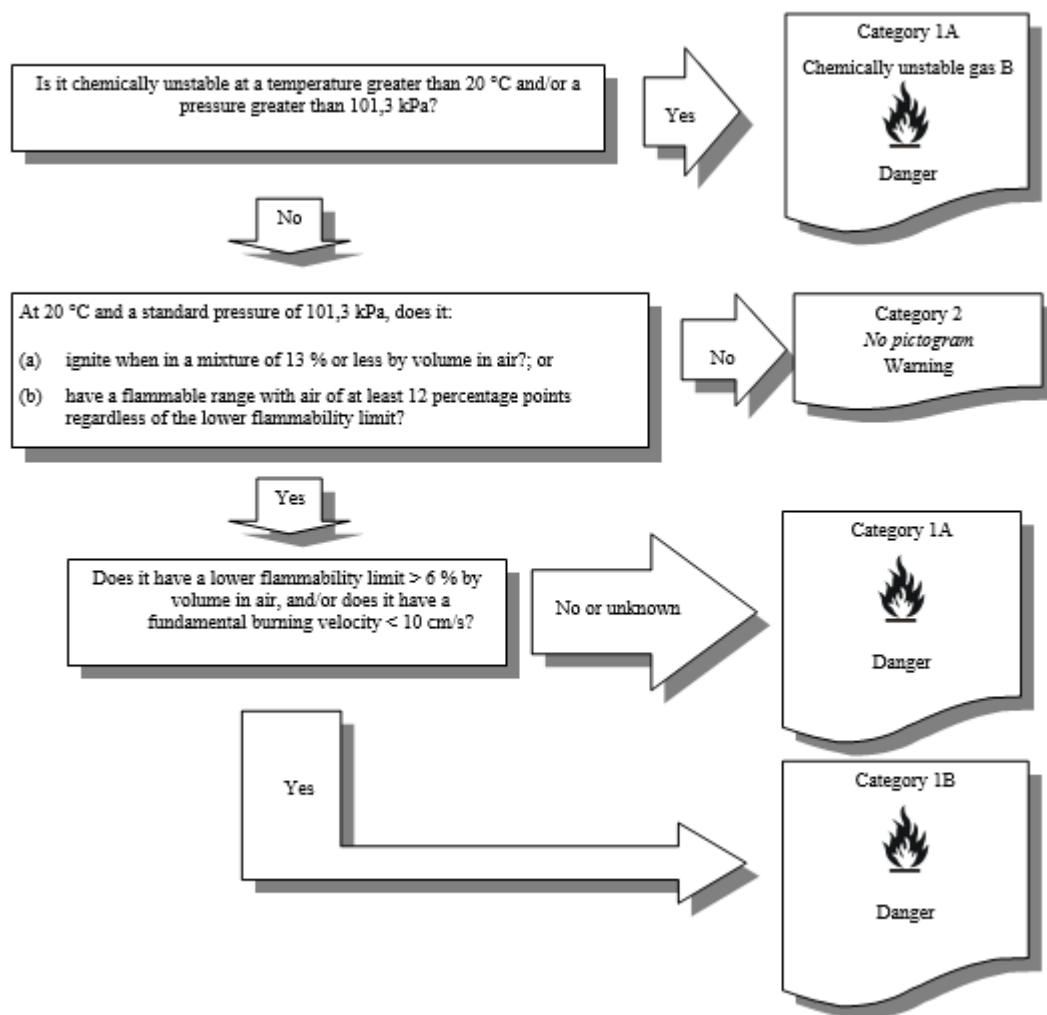 Category 1A
Chemically unstable gas B
Danger
Is it chemically unstable at a temperature greater than 20 °C and/or a
pressure greater than 101,3 kPa?
Yes
No
At 20 °C and a standard pressure of 101,3 kPa, does it:
(a) ignite when in a mixture of 13 % or less by volume in air?; or
(b) have a flammable range with air of at least 12 percentage points
regardless of the lower flammability limit?
No
Category 2
No pictogram
Warning
Yes
Does it have a lower flammability limit > 6 % by
volume in air, and/or does it have a
fundamental burning velocity < 10 cm/s?
No or unknown
Category 1A
Danger
Yes
Category 1B
Danger